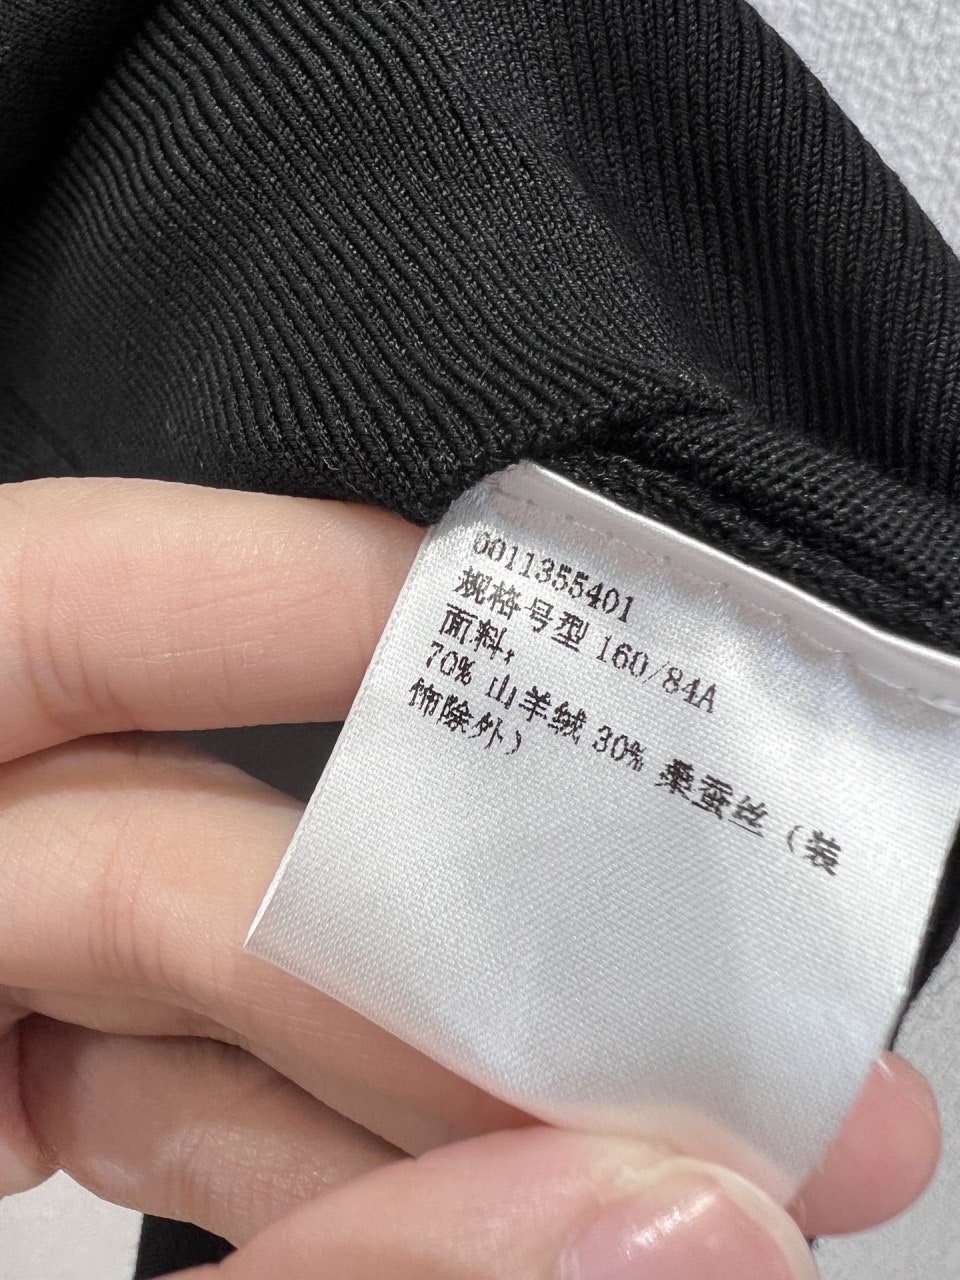 6011355401
规格号型 160/84A
面料:
70% 山羊绒 30% 桑蚕丝 (装
饰除外)